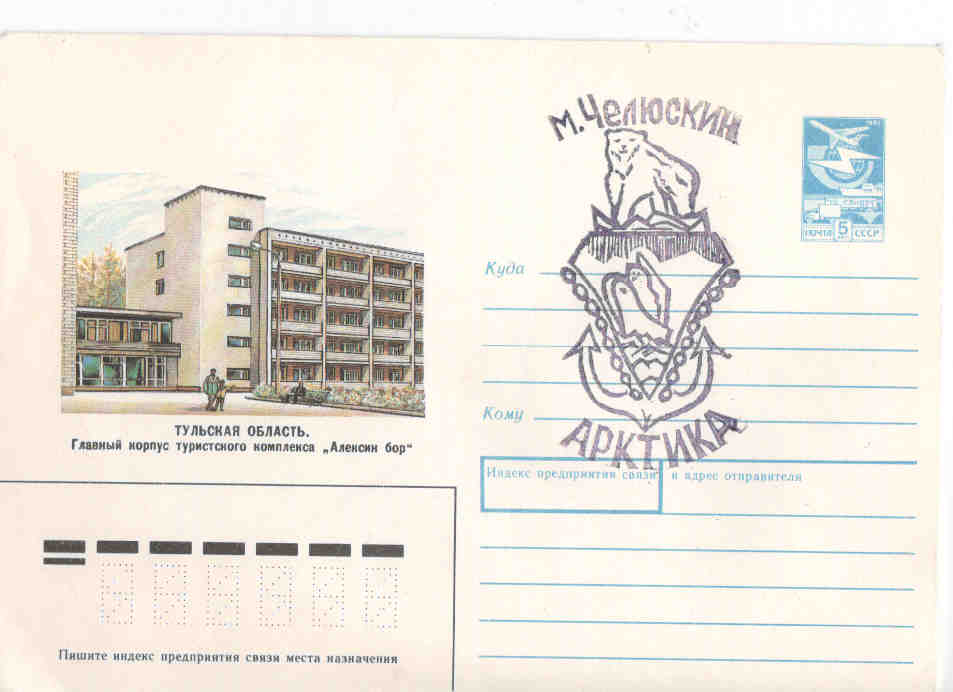 М. ЧЕЛЮСКИН
ПОЧТА 5 СССР
Куда
Кому
АРКТИКА
ТУЛЬСКАЯ ОБЛАСТЬ.
Главный корпус туристского комплекса „Алексин бор“
Индекс предприятия связи и адрес отправителя
Пишите индекс предприятия связи места назначения